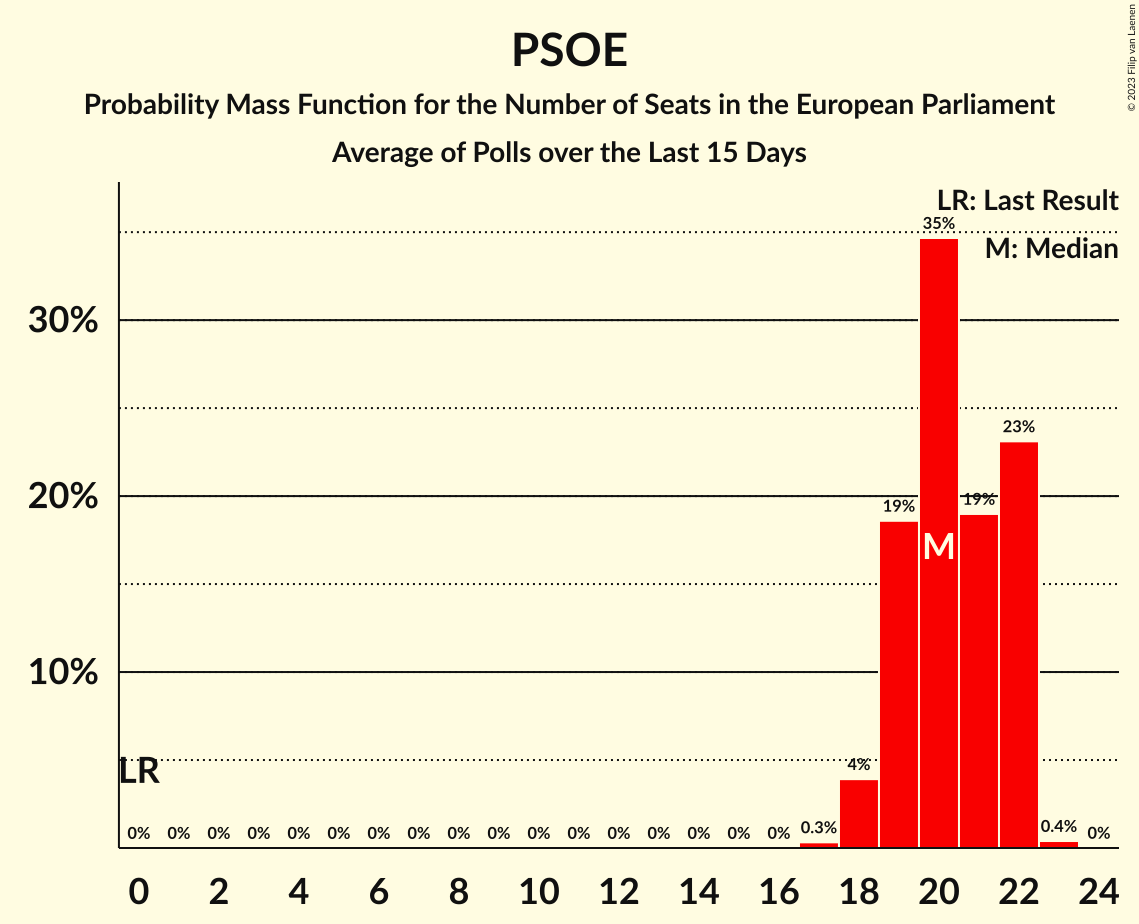 PSOE
Probability Mass Function for the Number of Seats in the European Parliament
Average of Polls over the Last 15 Days
© 2023 Filip van Laenen
LR: Last Result
M: Median
35%
30%
23%
20%
19%
19%
M
10%
LR
4%
0% 0% 0% 0% 0% 0% 0% 0% 0% 0% 0% 0% 0% 0% 0% 0% 0% 0.3% 0.4% 0%
0 2 4 6 8 10 12 14 16 18 20 22 24